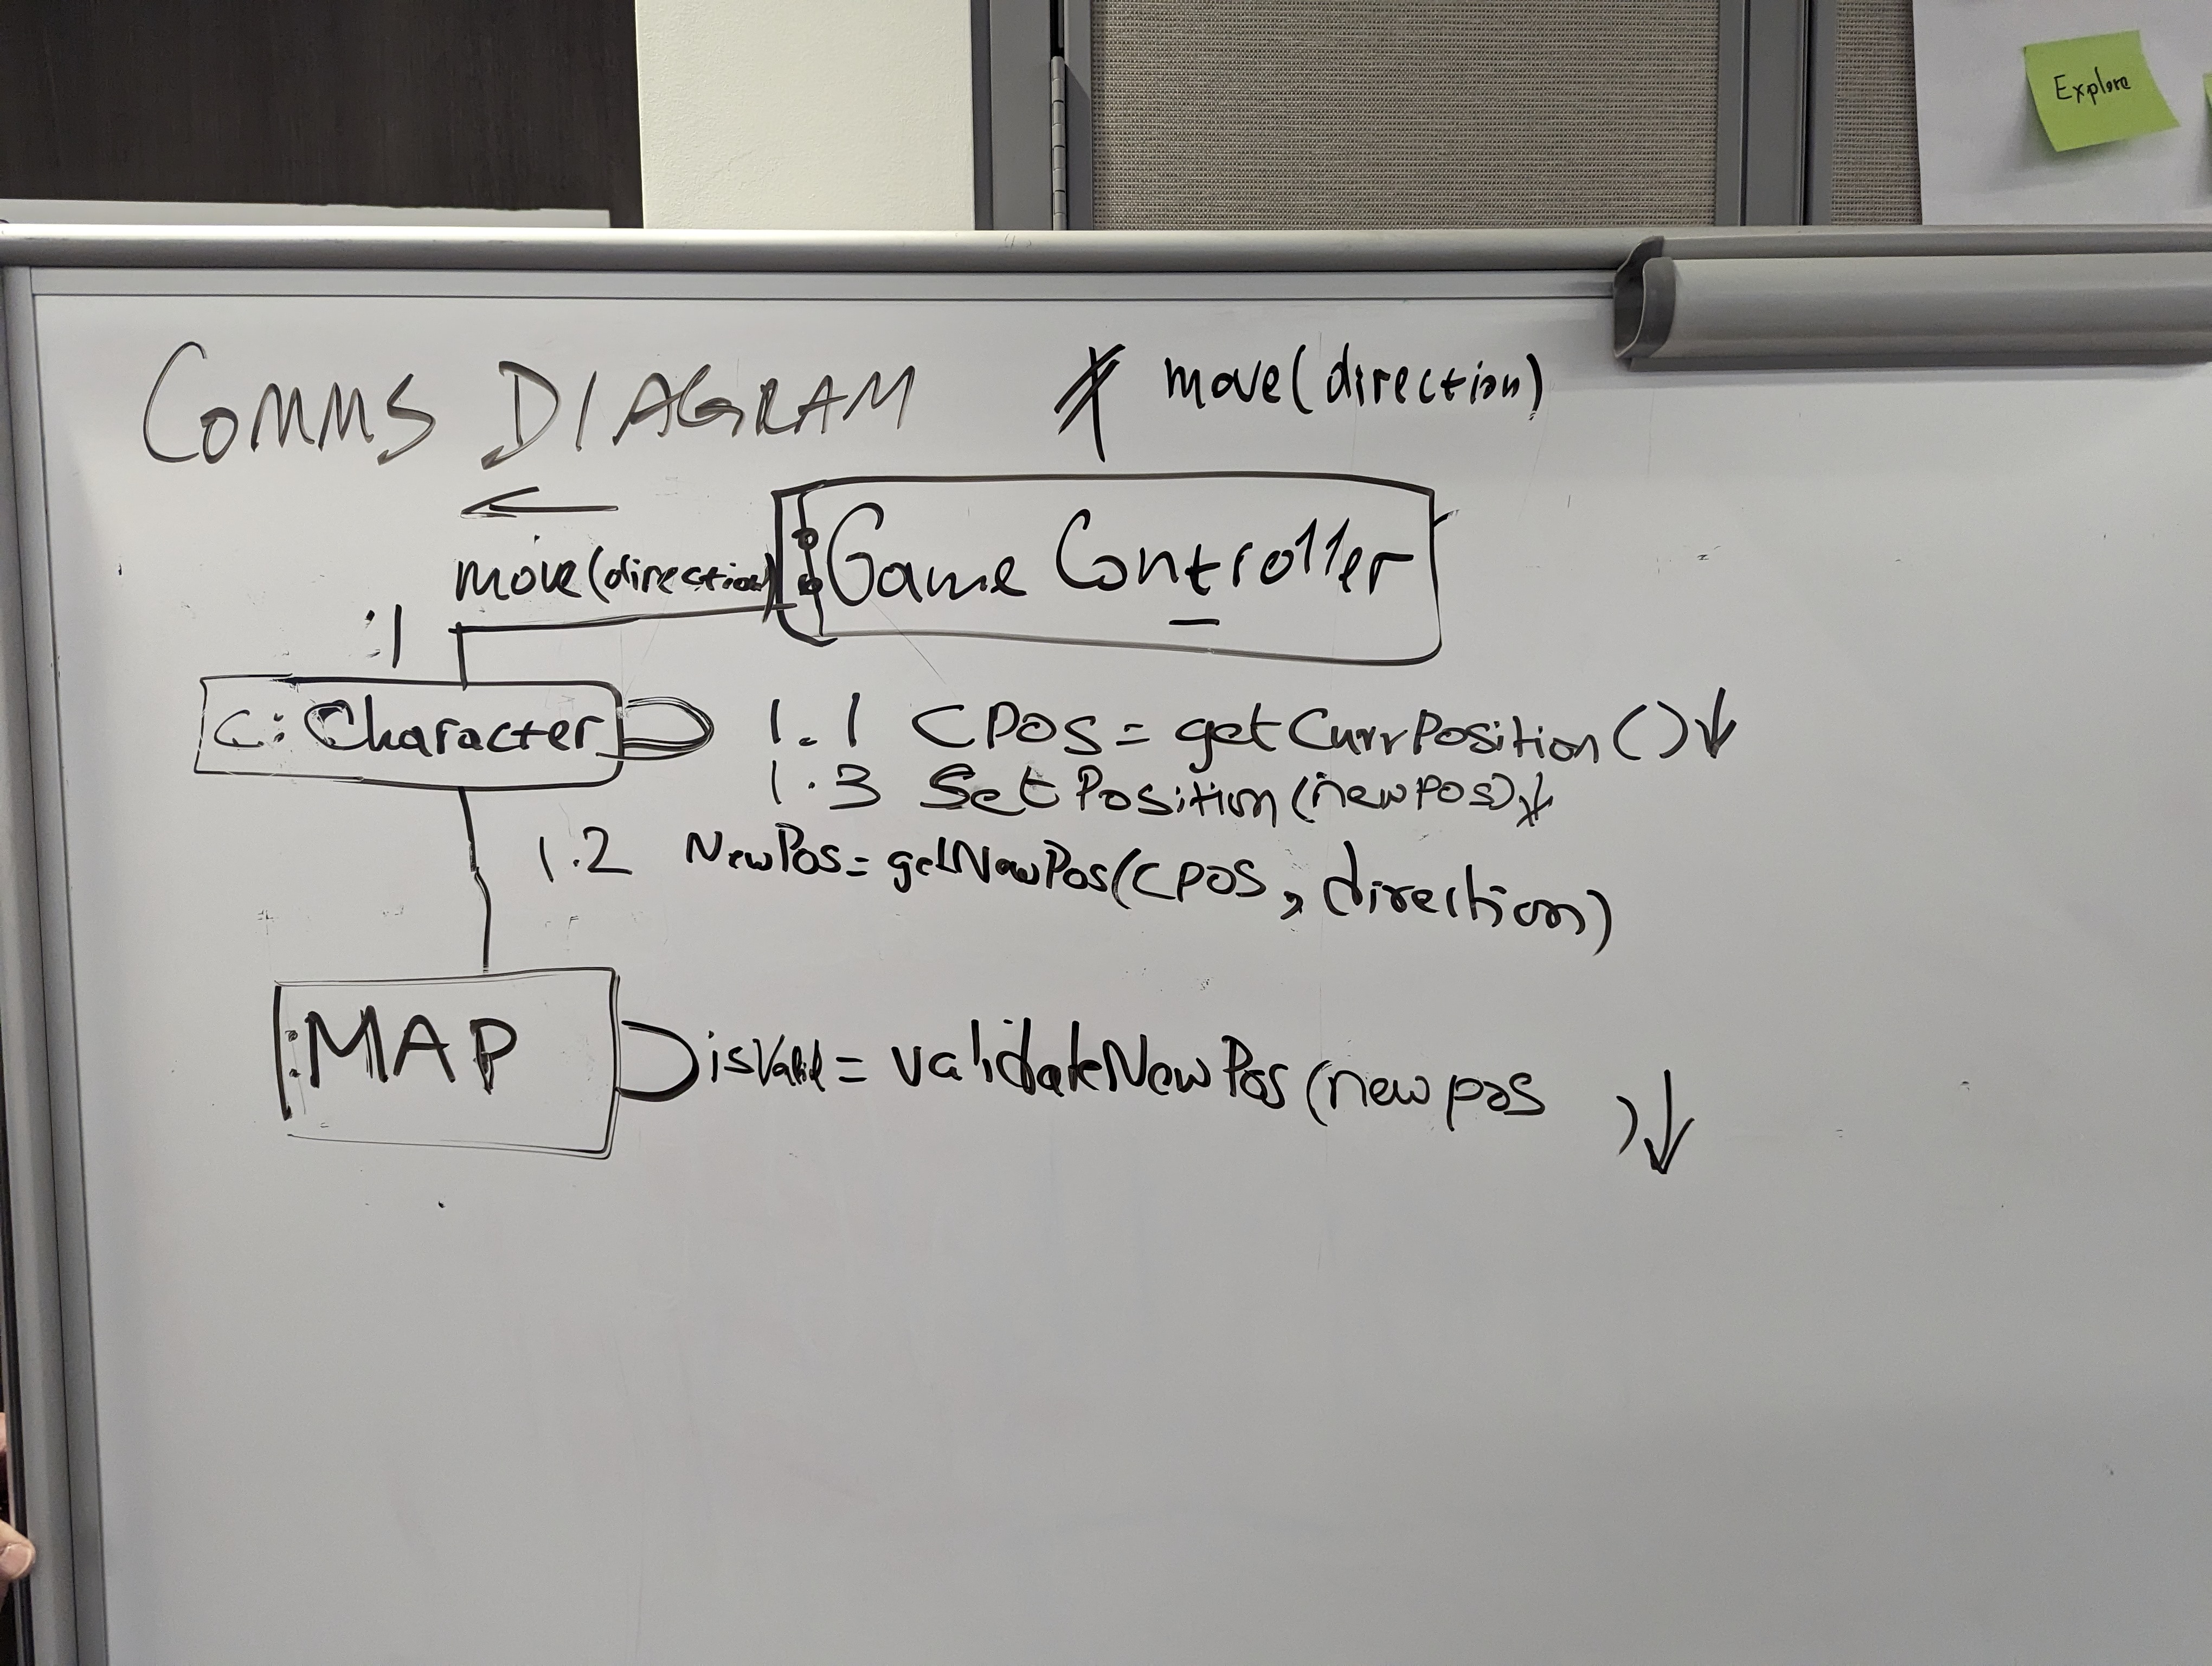 Explore
COMMS DIAGRAM
* move(direction)
move(direction)
:Game Controller
:1
C: Character
1.1 CPOS = getCurrPosition()↓
1.3 SetPosition(newpos)↓
1.2 NewPos = getNewPos(CPOS, direction)
:MAP
isValid = validateNewPos(newpos )↓